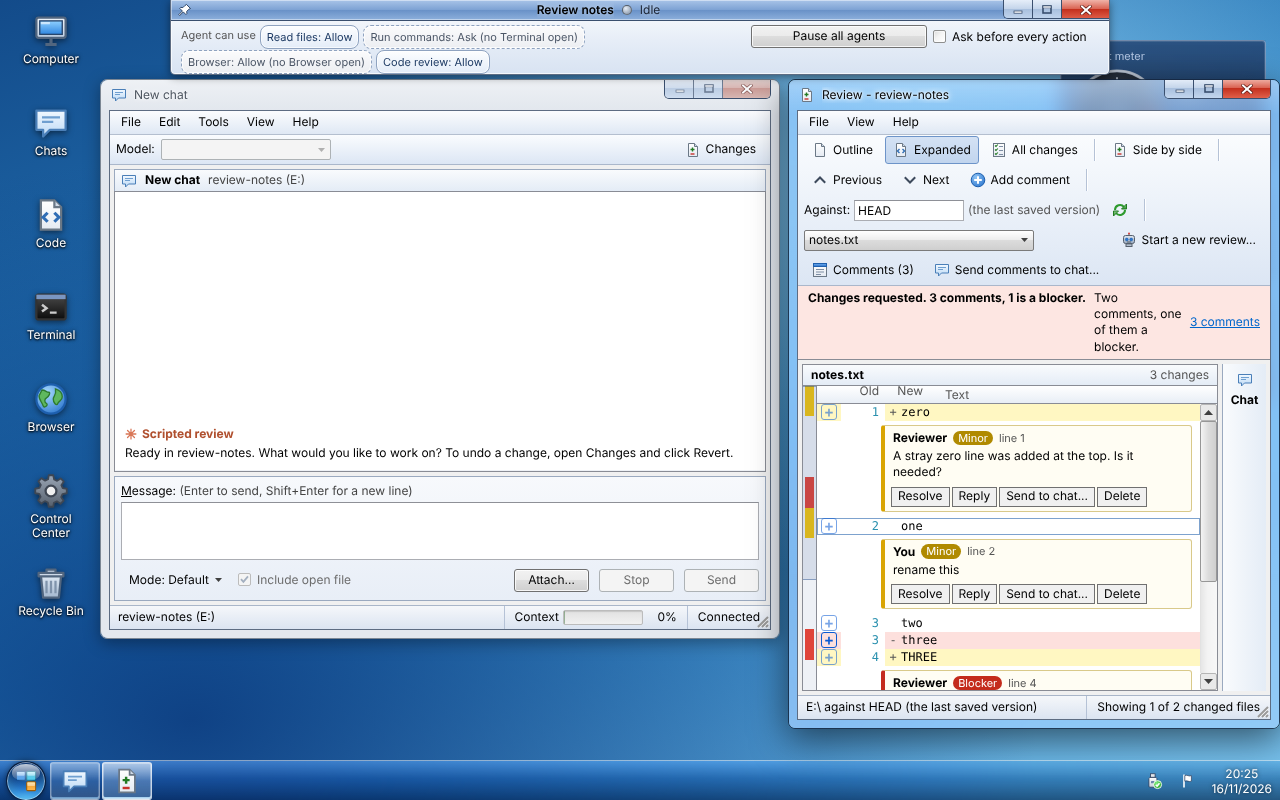 Computer
Chats
Code
Terminal
Browser
Control
Center
Recycle Bin
Review notes Idle
Agent can use Read files: Allow Run commands: Ask (no Terminal open)
Browser: Allow (no Browser open) Code review: Allow
Pause all agents Ask before every action
meter
New chat
File Edit Tools View Help
Model: Changes
New chat review-notes (E:)
Scripted review
Ready in review-notes. What would you like to work on? To undo a change, open Changes and click Revert.
Message: (Enter to send, Shift+Enter for a new line)
Mode: Default Include open file Attach... Stop Send
review-notes (E:) Context 0% Connected
Review - review-notes
File View Help
Outline Expanded All changes Side by side
Previous Next Add comment
Against: HEAD (the last saved version)
notes.txt Start a new review...
Comments (3) Send comments to chat...
Changes requested. 3 comments, 1 is a blocker. Two comments, one of them a blocker. 3 comments
notes.txt 3 changes
Chat
Old New Text
1 + zero
Reviewer Minor line 1
A stray zero line was added at the top. Is it
needed?
Resolve Reply Send to chat... Delete
2 one
You Minor line 2
rename this
Resolve Reply Send to chat... Delete
3 two
3 - three
4 + THREE
Reviewer Blocker line 4
E:\ against HEAD (the last saved version) Showing 1 of 2 changed files
20:25
16/11/2026